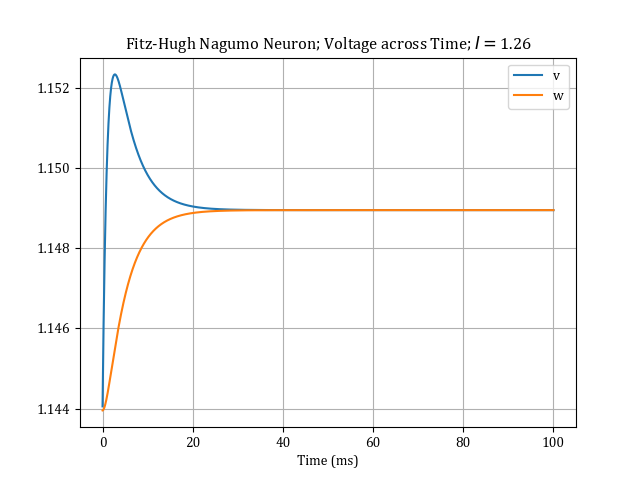 Fitz-Hugh Nagumo Neuron; Voltage across Time; I = 1.26
v
w
1.152
1.150
1.148
1.146
1.144
0 20 40 60 80 100
Time (ms)